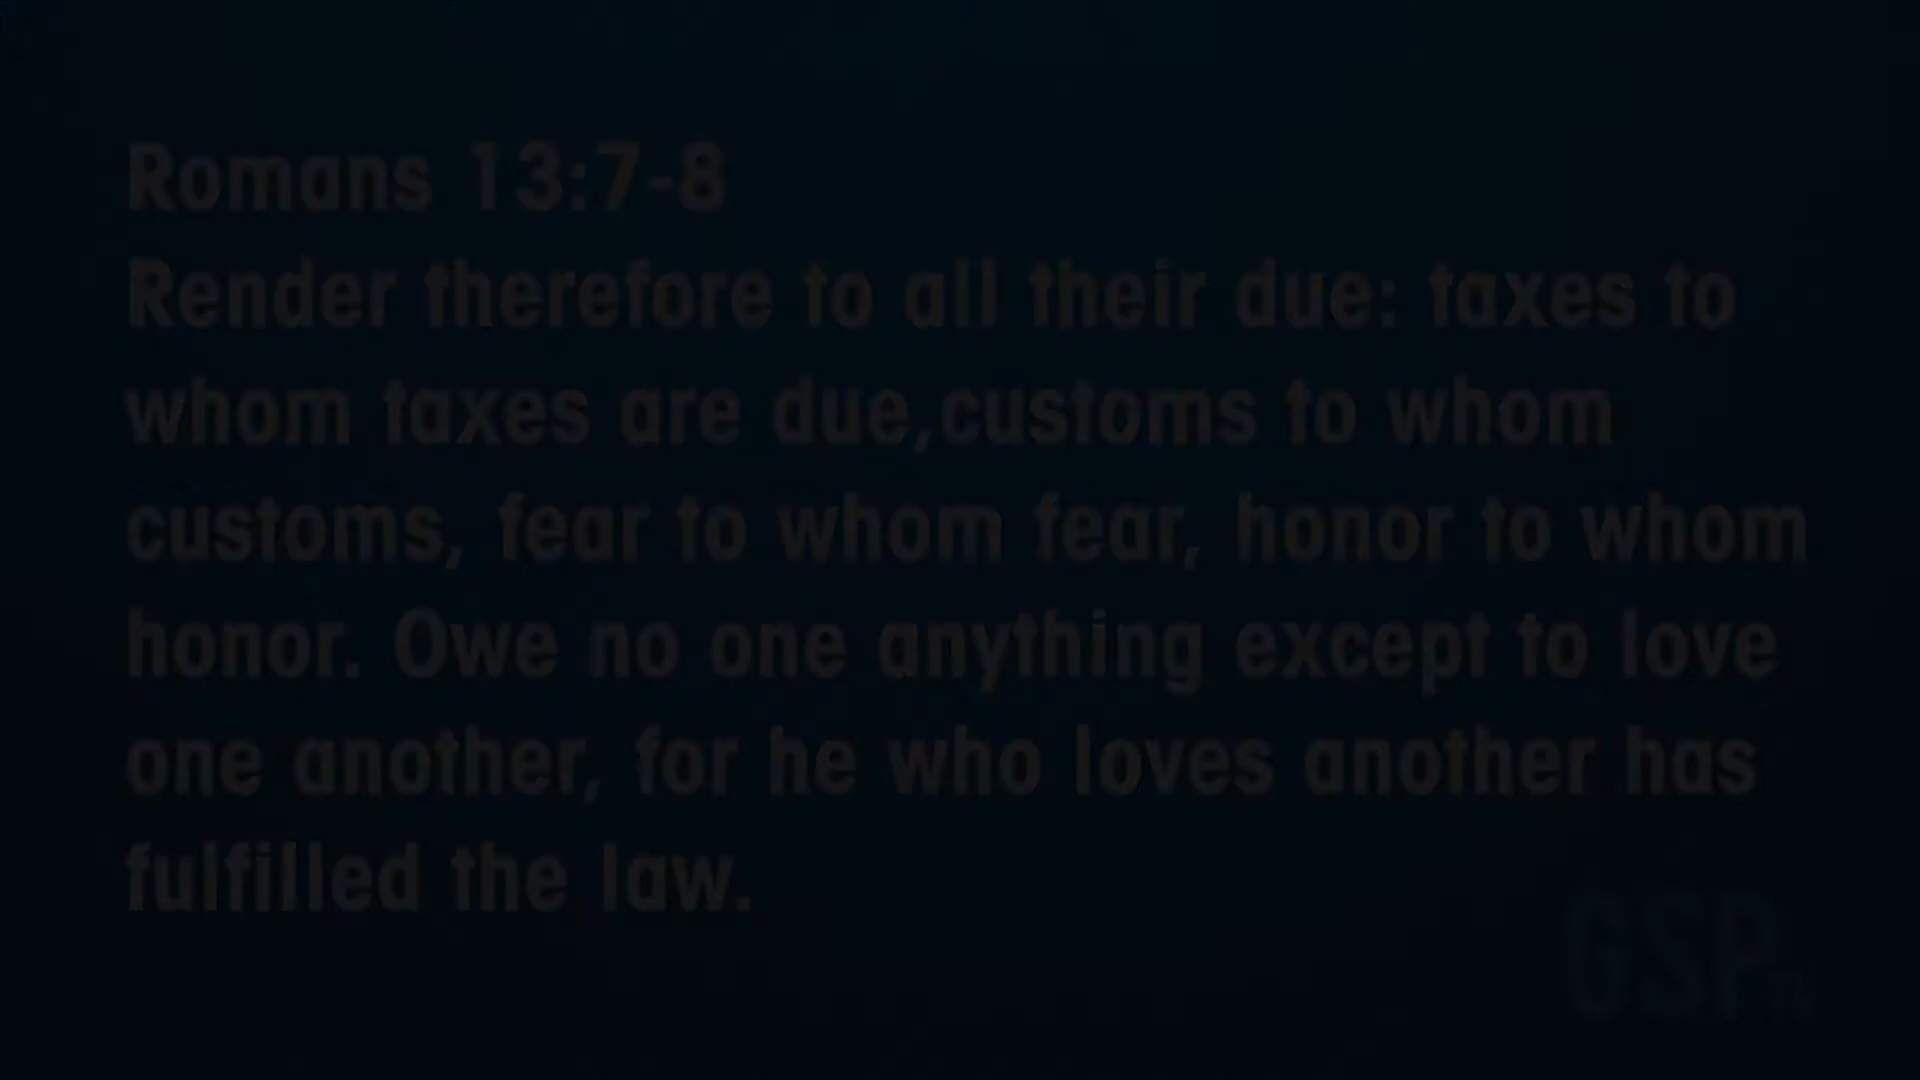 Romans 13:7-8
Render therefore to all their due: taxes to
whom taxes are due,customs to whom
customs, fear to whom fear, honor to whom
honor. Owe no one anything except to love
one another, for he who loves another has
fulfilled the law.
GSPTN